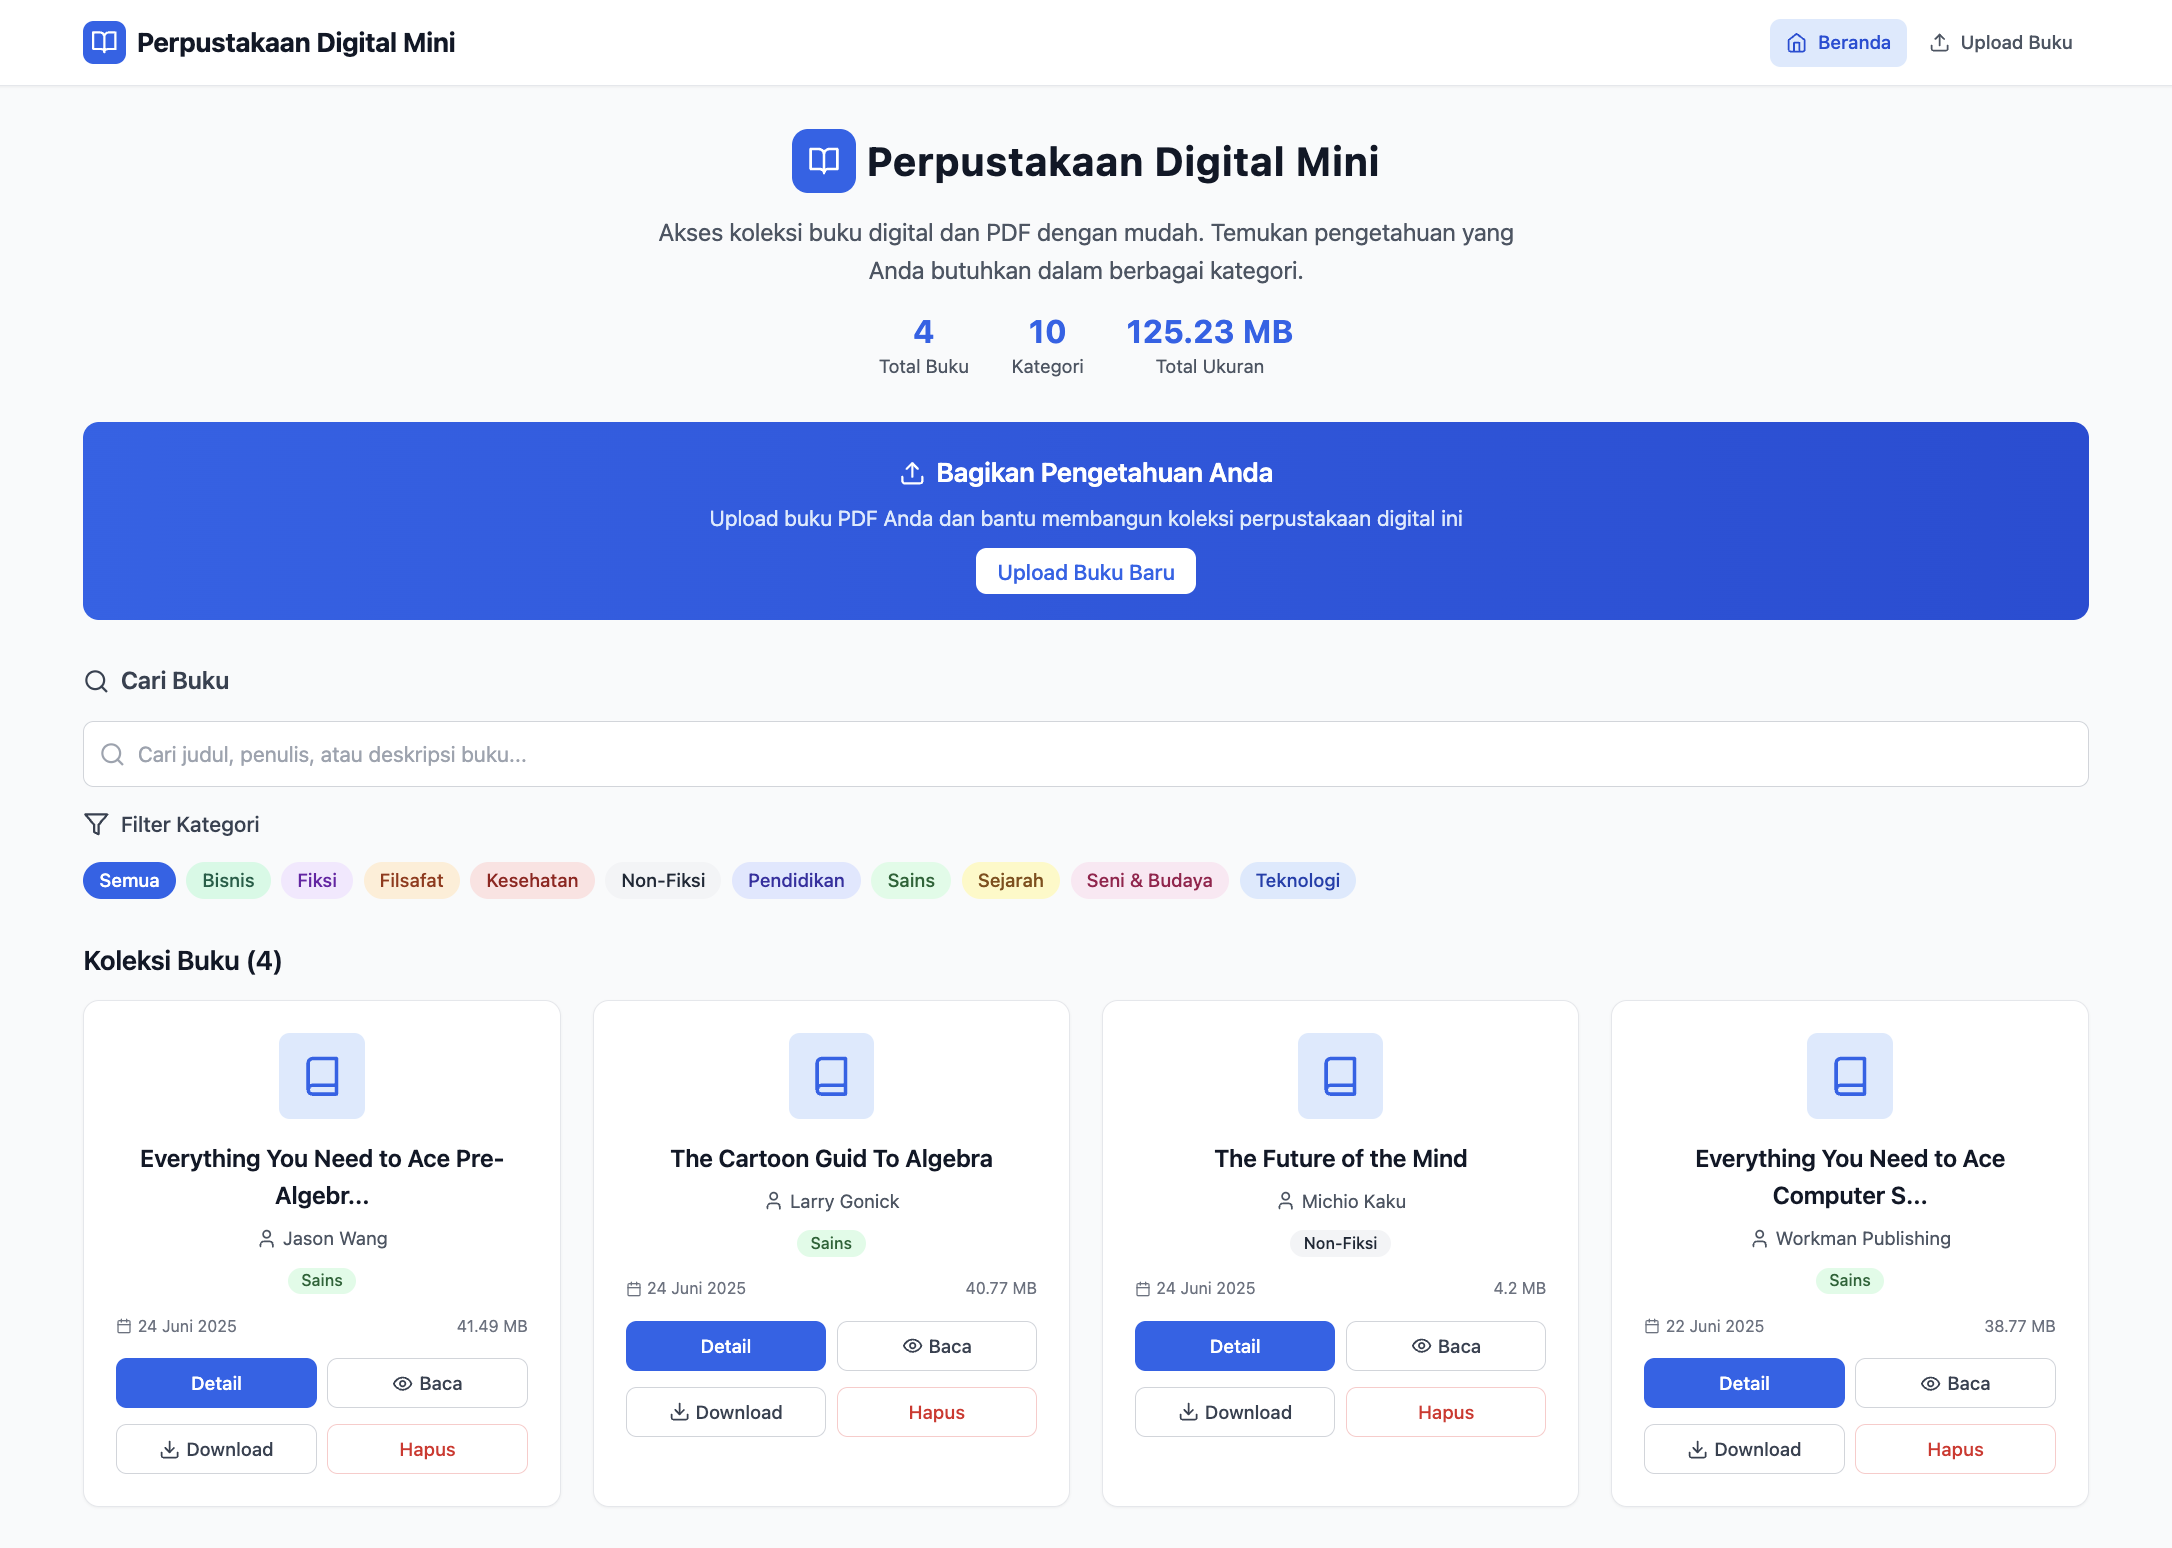 Perpustakaan Digital Mini
Beranda
Upload Buku
Perpustakaan Digital Mini
Akses koleksi buku digital dan PDF dengan mudah. Temukan pengetahuan yang
Anda butuhkan dalam berbagai kategori.
4
Total Buku
10
Kategori
125.23 MB
Total Ukuran
Bagikan Pengetahuan Anda
Upload buku PDF Anda dan bantu membangun koleksi perpustakaan digital ini
Upload Buku Baru
Cari Buku
Cari judul, penulis, atau deskripsi buku...
Filter Kategori
Semua Bisnis Fiksi Filsafat Kesehatan Non-Fiksi Pendidikan Sains Sejarah Seni & Budaya Teknologi
Koleksi Buku (4)
Everything You Need to Ace Pre-
Algebr...
Jason Wang
Sains
24 Juni 2025 41.49 MB
Detail Baca
Download Hapus
The Cartoon Guid To Algebra
Larry Gonick
Sains
24 Juni 2025 40.77 MB
Detail Baca
Download Hapus
The Future of the Mind
Michio Kaku
Non-Fiksi
24 Juni 2025 4.2 MB
Detail Baca
Download Hapus
Everything You Need to Ace
Computer S...
Workman Publishing
Sains
22 Juni 2025 38.77 MB
Detail Baca
Download Hapus